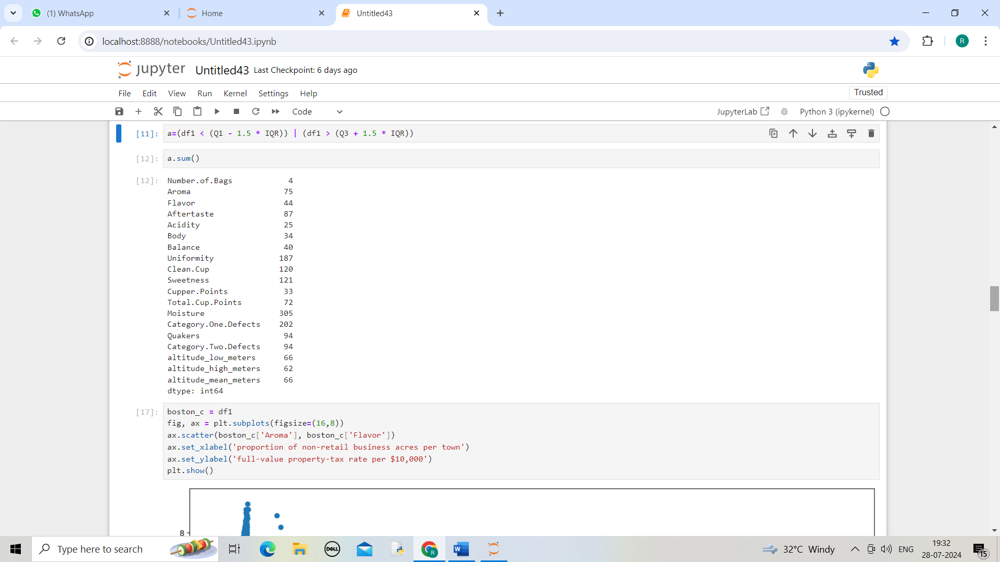 (1) WhatsApp
Home
Untitled43
localhost:8888/notebooks/Untitled43.ipynb
R
jupyter Untitled43 Last Checkpoint: 6 days ago
File Edit View Run Kernel Settings Help
Trusted
Code
JupyterLab
Python 3 (ipykernel)
[11]: a=(df1 < (Q1 - 1.5 * IQR)) | (df1 > (Q3 + 1.5 * IQR))
[12]: a.sum()
[12]: Number.of.Bags 4
Aroma 75
Flavor 44
Aftertaste 87
Acidity 25
Body 34
Balance 40
Uniformity 187
Clean.Cup 120
Sweetness 121
Cupper.Points 33
Total.Cup.Points 72
Moisture 305
Category.One.Defects 202
Quakers 94
Category.Two.Defects 94
altitude_low_meters 66
altitude_high_meters 62
altitude_mean_meters 66
dtype: int64
[17]: boston_c = df1
fig, ax = plt.subplots(figsize=(16,8))
ax.scatter(boston_c['Aroma'], boston_c['Flavor'])
ax.set_xlabel('proportion of non-retail business acres per town')
ax.set_ylabel('full-value property-tax rate per $10,000')
plt.show()
8
Type here to search
DELL
R
W
32°C Windy
ENG
19:32
28-07-2024
15